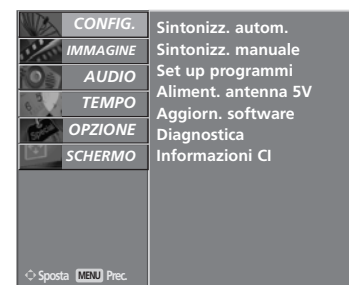 CONFIG.
IMMAGINE
AUDIO
TEMPO
OPZIONE
SCHERMO
Sintonizz. autom.
Sintonizz. manuale
Set up programmi
Aliment. antenna 5V
Aggiorn. software
Diagnostica
Informazioni CI
Sposta MENU Prec.